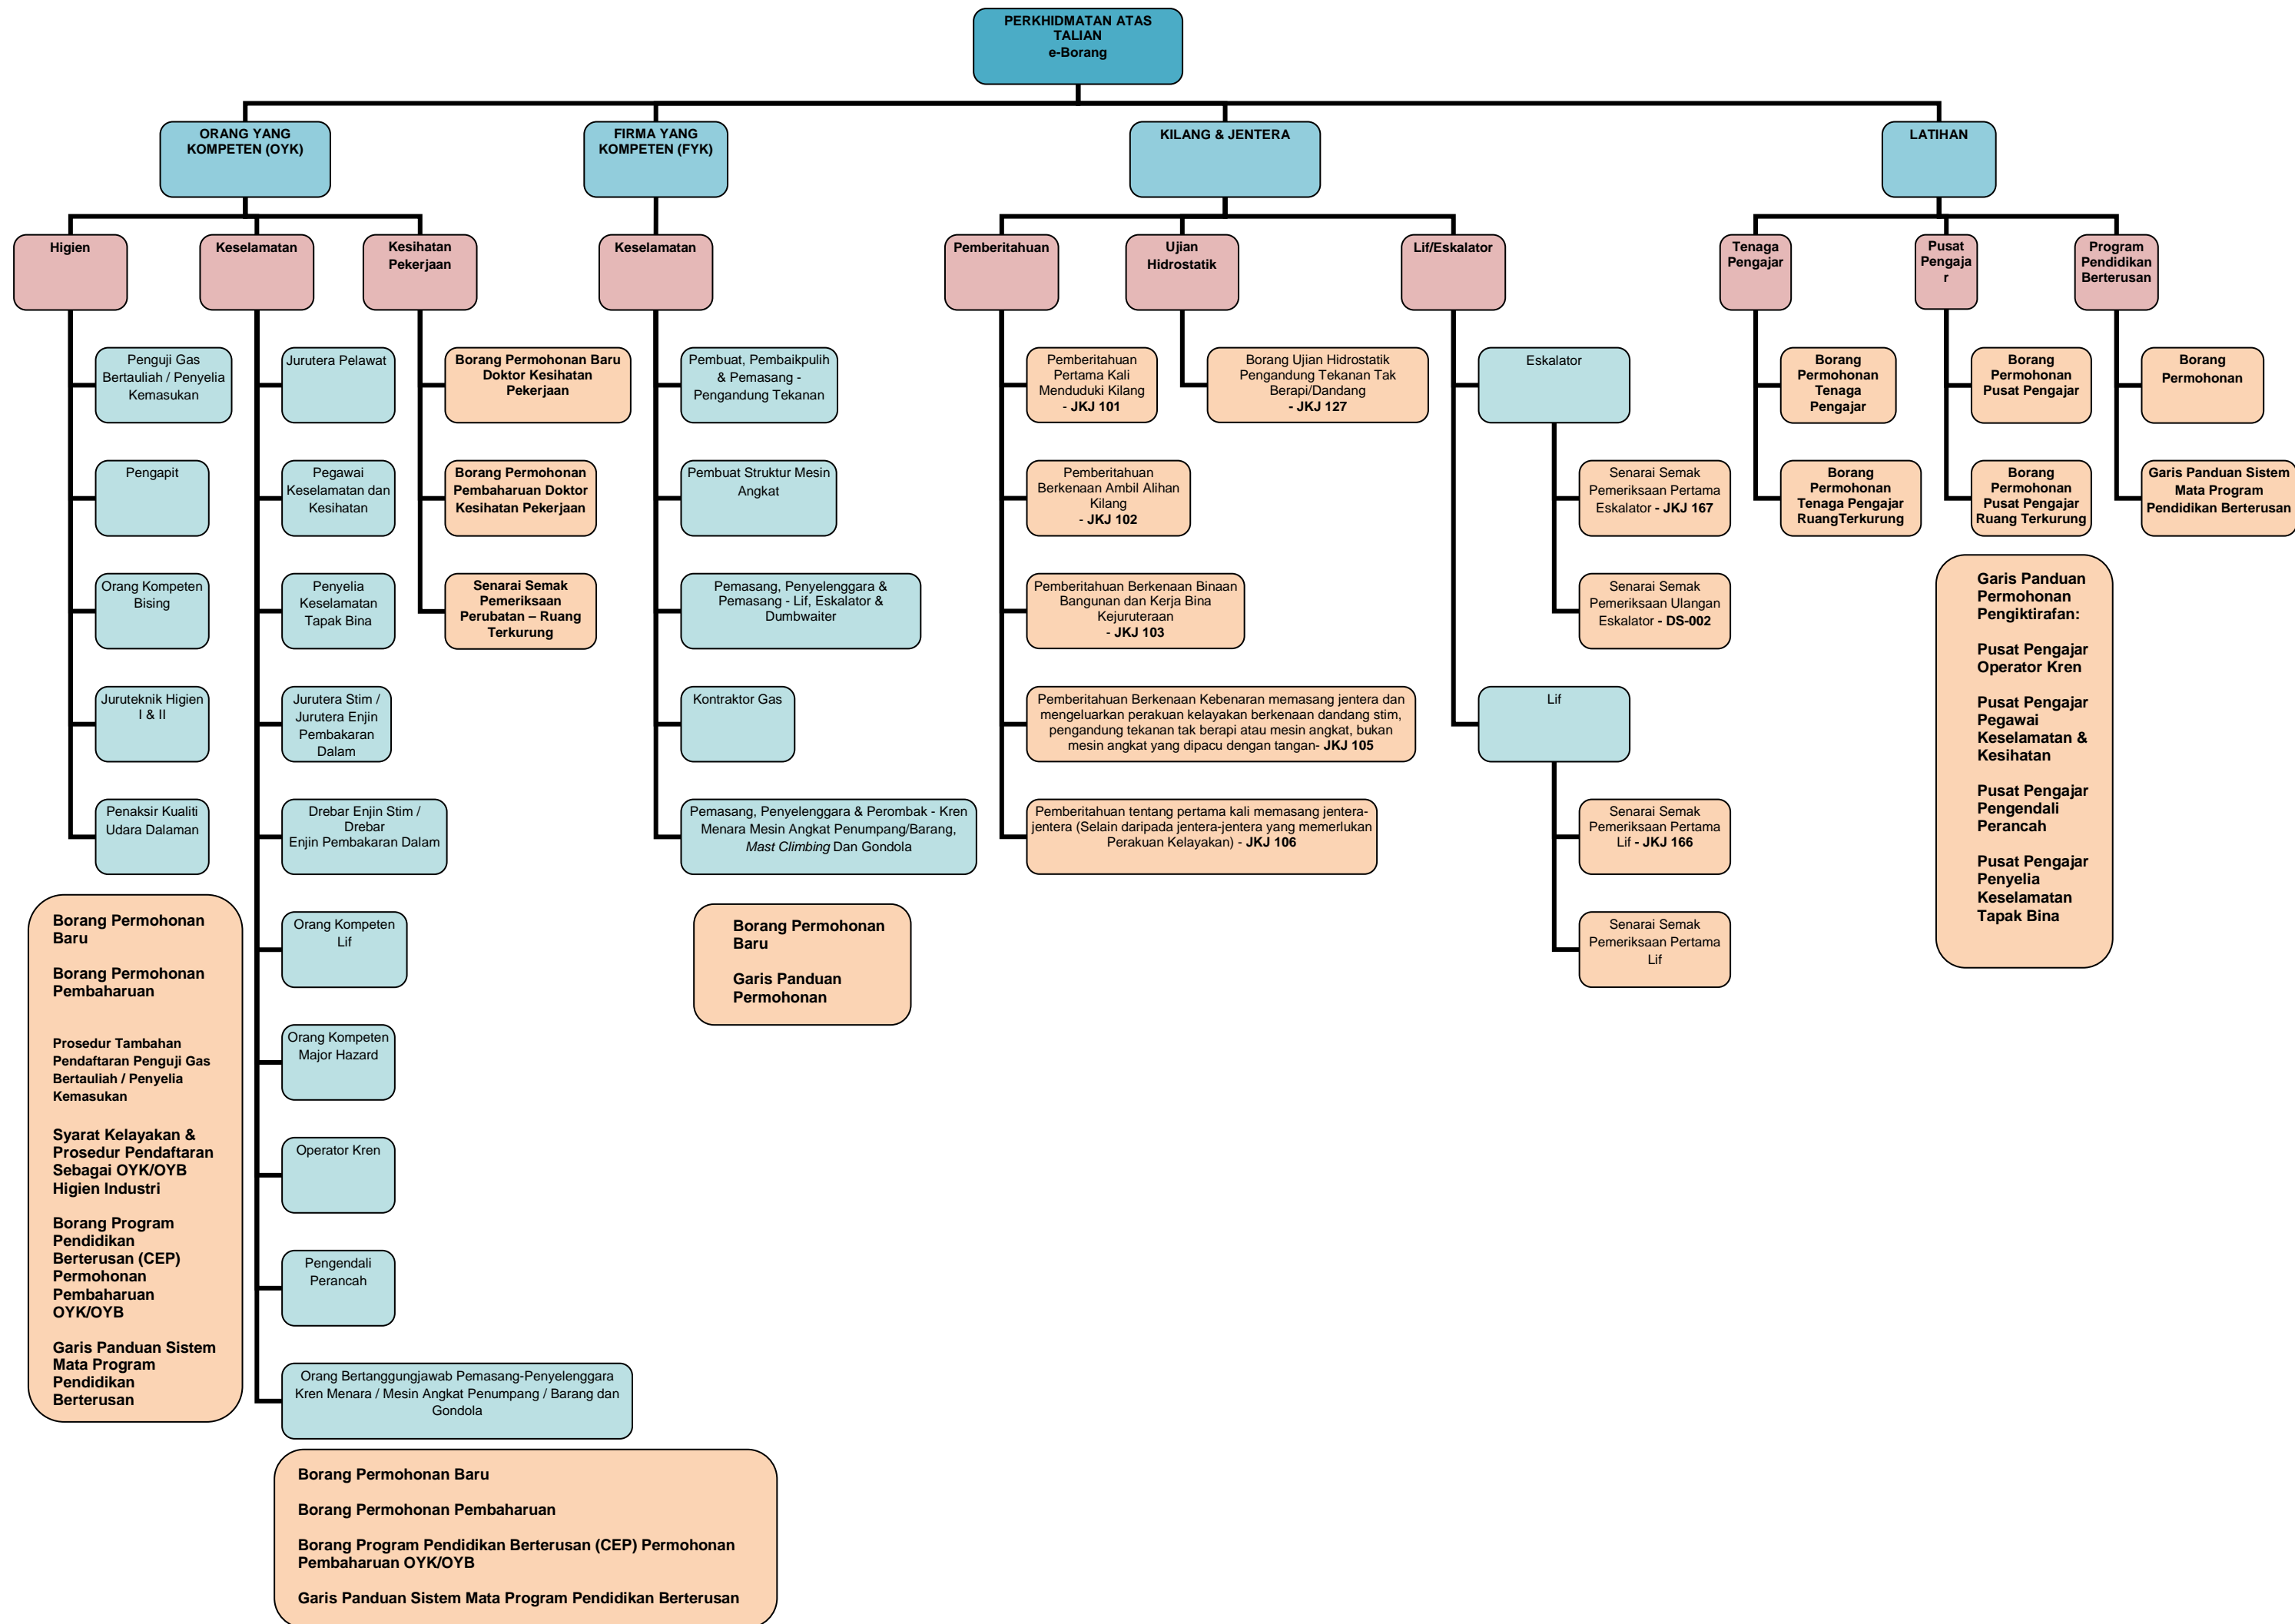 PERKHIDMATAN ATAS
TALIAN
e-Borang
ORANG YANG
KOMPETEN (OYK)
FIRMA YANG
KOMPETEN (FYK)
KILANG & JENTERA
LATIHAN
Higien
Keselamatan
Kesihatan
Pekerjaan
Keselamatan
Pemberitahuan
Ujian
Hidrostatik
Lif/Eskalator
Tenaga
Pengajar
Pusat
Pengaja
r
Program
Pendidikan
Berterusan
Penguji Gas
Bertauliah / Penyelia
Kemasukan
Pengapit
Orang Kompeten
Bising
Juruteknik Higien
I & II
Penaksir Kualiti
Udara Dalaman
Borang Permohonan
Baru
Borang Permohonan
Pembaharuan
Prosedur Tambahan
Pendaftaran Penguji Gas
Bertauliah / Penyelia
Kemasukan
Syarat Kelayakan &
Prosedur Pendaftaran
Sebagai OYK/OYB
Higien Industri
Borang Program
Pendidikan
Berterusan (CEP)
Permohonan
Pembaharuan
OYK/OYB
Garis Panduan Sistem
Mata Program
Pendidikan
Berterusan
Jurutera Pelawat
Pegawai
Keselamatan dan
Kesihatan
Penyelia
Keselamatan
Tapak Bina
Jurutera Stim /
Jurutera Enjin
Pembakaran
Dalam
Drebar Enjin Stim /
Drebar
Enjin Pembakaran Dalam
Orang Kompeten
Lif
Orang Kompeten
Major Hazard
Operator Kren
Pengendali
Perancah
Orang Bertanggungjawab Pemasang-Penyelenggara
Kren Menara / Mesin Angkat Penumpang / Barang dan
Gondola
Borang Permohonan Baru
Borang Permohonan Pembaharuan
Borang Program Pendidikan Berterusan (CEP) Permohonan
Pembaharuan OYK/OYB
Garis Panduan Sistem Mata Program Pendidikan Berterusan
Borang Permohonan Baru
Doktor Kesihatan
Pekerjaan
Borang Permohonan
Pembaharuan Doktor
Kesihatan Pekerjaan
Senarai Semak
Pemeriksaan
Perubatan – Ruang
Terkurung
Pembuat, Pembaikpulih
& Pemasang -
Pengandung Tekanan
Pembuat Struktur Mesin
Angkat
Pemasang, Penyelenggara &
Pemasang - Lif, Eskalator &
Dumbwaiter
Kontraktor Gas
Pemasang, Penyelenggara & Perombak - Kren
Menara Mesin Angkat Penumpang/Barang,
Mast Climbing Dan Gondola
Borang Permohonan
Baru
Garis Panduan
Permohonan
Pemberitahuan
Pertama Kali
Menduduki Kilang
- JKJ 101
Pemberitahuan
Berkenaan Ambil Alihan
Kilang
- JKJ 102
Pemberitahuan Berkenaan Binaan
Bangunan dan Kerja Bina
Kejuruteraan
- JKJ 103
Pemberitahuan Berkenaan Kebenaran memasang jentera dan
mengeluarkan perakuan kelayakan berkenaan dandang stim,
pengandung tekanan tak berapi atau mesin angkat, bukan
mesin angkat yang dipacu dengan tangan- JKJ 105
Pemberitahuan tentang pertama kali memasang jentera-
jentera (Selain daripada jentera-jentera yang memerlukan
Perakuan Kelayakan) - JKJ 106
Borang Ujian Hidrostatik
Pengandung Tekanan Tak
Berapi/Dandang
- JKJ 127
Eskalator
Senarai Semak
Pemeriksaan Pertama
Eskalator - JKJ 167
Senarai Semak
Pemeriksaan Ulangan
Eskalator - DS-002
Lif
Senarai Semak
Pemeriksaan Pertama
Lif - JKJ 166
Senarai Semak
Pemeriksaan Pertama
Lif
Borang
Permohonan
Tenaga
Pengajar
Borang
Permohonan
Tenaga Pengajar
RuangTerkurung
Borang
Permohonan
Pusat Pengajar
Borang
Permohonan
Pusat Pengajar
Ruang Terkurung
Garis Panduan
Permohonan
Pengiktirafan:
Pusat Pengajar
Operator Kren
Pusat Pengajar
Pegawai
Keselamatan &
Kesihatan
Pusat Pengajar
Pengendali
Perancah
Pusat Pengajar
Penyelia
Keselamatan
Tapak Bina
Borang
Permohonan
Garis Panduan Sistem
Mata Program
Pendidikan Berterusan